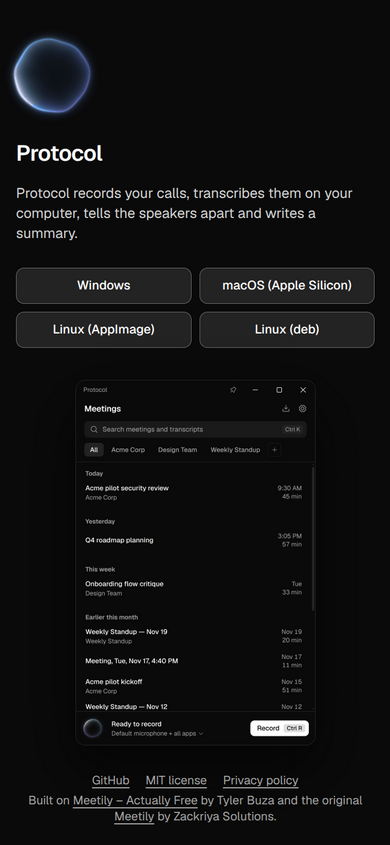 Protocol
Protocol records your calls, transcribes them on your
computer, tells the speakers apart and writes a
summary.
Windows
macOS (Apple Silicon)
Linux (AppImage)
Linux (deb)
Protocol
Meetings
Search meetings and transcripts
Ctrl K
All
Acme Corp
Design Team
Weekly Standup
+
Today
Acme pilot security review
9:30 AM
Acme Corp
45 min
Yesterday
Q4 roadmap planning
3:05 PM
57 min
This week
Onboarding flow critique
Tue
Design Team
33 min
Earlier this month
Weekly Standup — Nov 19
Nov 19
Weekly Standup
20 min
Meeting, Tue, Nov 17, 4:40 PM
Nov 17
11 min
Acme pilot kickoff
Nov 15
Acme Corp
51 min
Weekly Standup — Nov 12
Nov 12
Ready to record
Default microphone + all apps
Record
Ctrl R
GitHub
MIT license
Privacy policy
Built on Meetily – Actually Free by Tyler Buza and the original
Meetily by Zackriya Solutions.